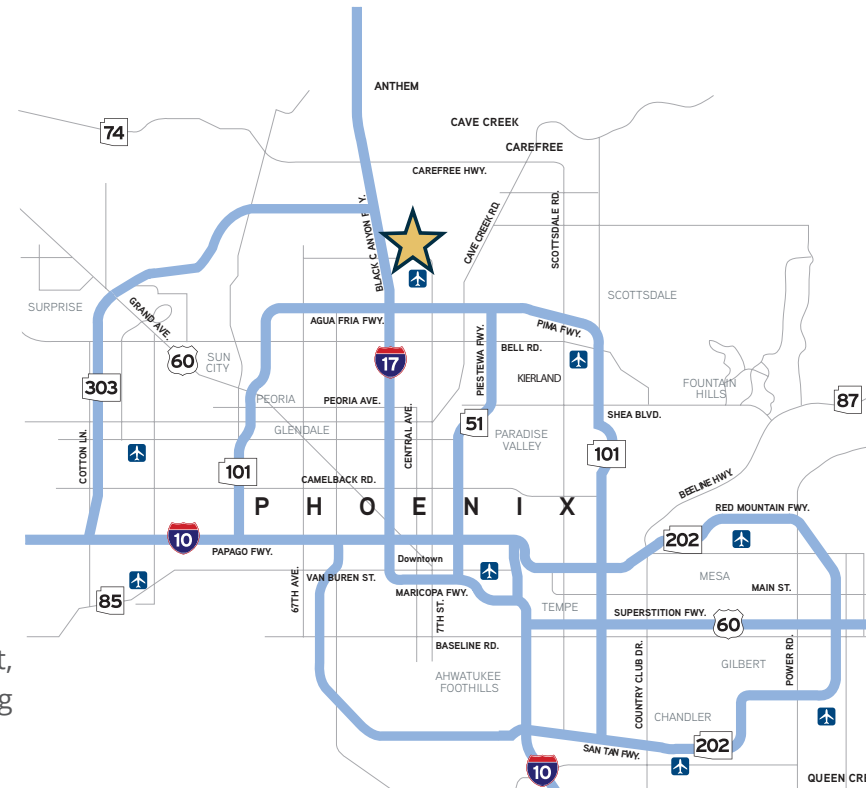 ANTHEM
CAVE CREEK
74
CAREFREE
CAREFREE HWY.
BLACK CANYON FWY.
CAVE CREEK RD.
SCOTTSDALE RD.
SURPRISE
GRAND AVE.
SCOTTSDALE
AGUA FRIA FWY.
PIMA FWY.
PIESTEWA FWY.
BELL RD.
60
SUN
CITY
17
KIERLAND
303
FOUNTAIN
HILLS
87
PEORIA
PEORIA AVE.
SHEA BLVD.
GLENDALE
CENTRAL AVE.
51
PARADISE
VALLEY
COTTON LN.
101
101
CAMELBACK RD.
BEELINE HWY.
PHOENIX
RED MOUNTAIN FWY.
10
202
PAPAGO FWY.
Downtown
67TH AVE.
VAN BUREN ST.
MESA
85
MARICOPA FWY.
MAIN ST.
7TH ST.
TEMPE
SUPERSTITION FWY.
60
BASELINE RD.
t,
AHWATUKEE
FOOTHILLS
COUNTRY CLUB DR.
GILBERT
POWER RD.
g
CHANDLER
SAN TAN FWY.
202
10
QUEEN CRE